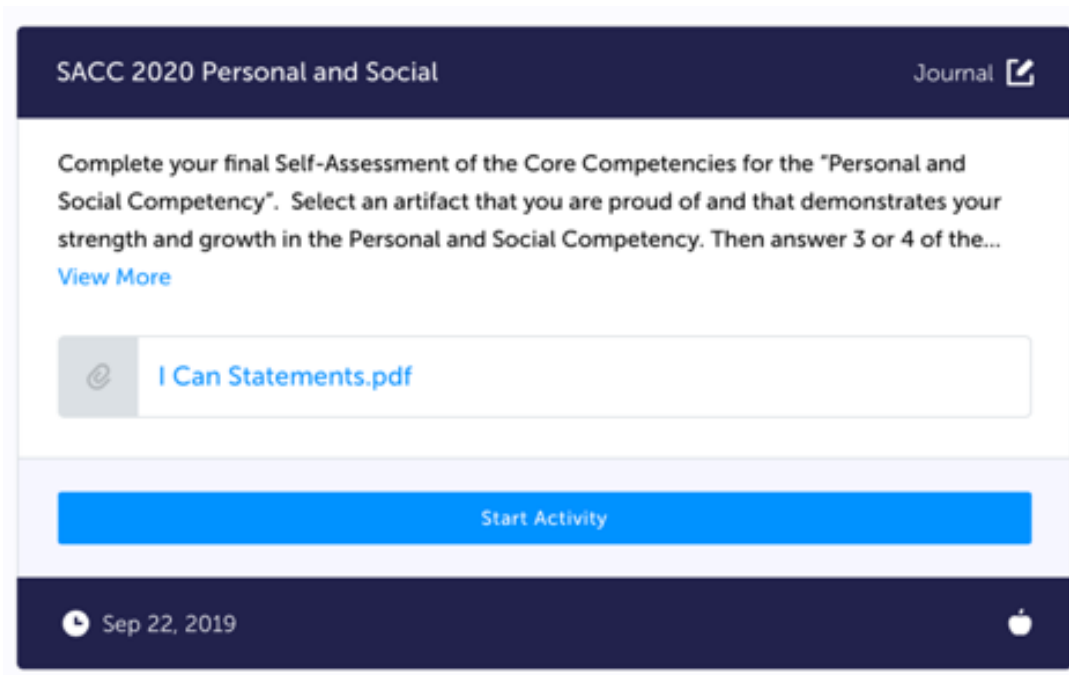 SACC 2020 Personal and Social
Journal
Complete your final Self-Assessment of the Core Competencies for the "Personal and
Social Competency".  Select an artifact that you are proud of and that demonstrates your
strength and growth in the Personal and Social Competency. Then answer 3 or 4 of the...
View More
I Can Statements.pdf
Start Activity
Sep 22, 2019